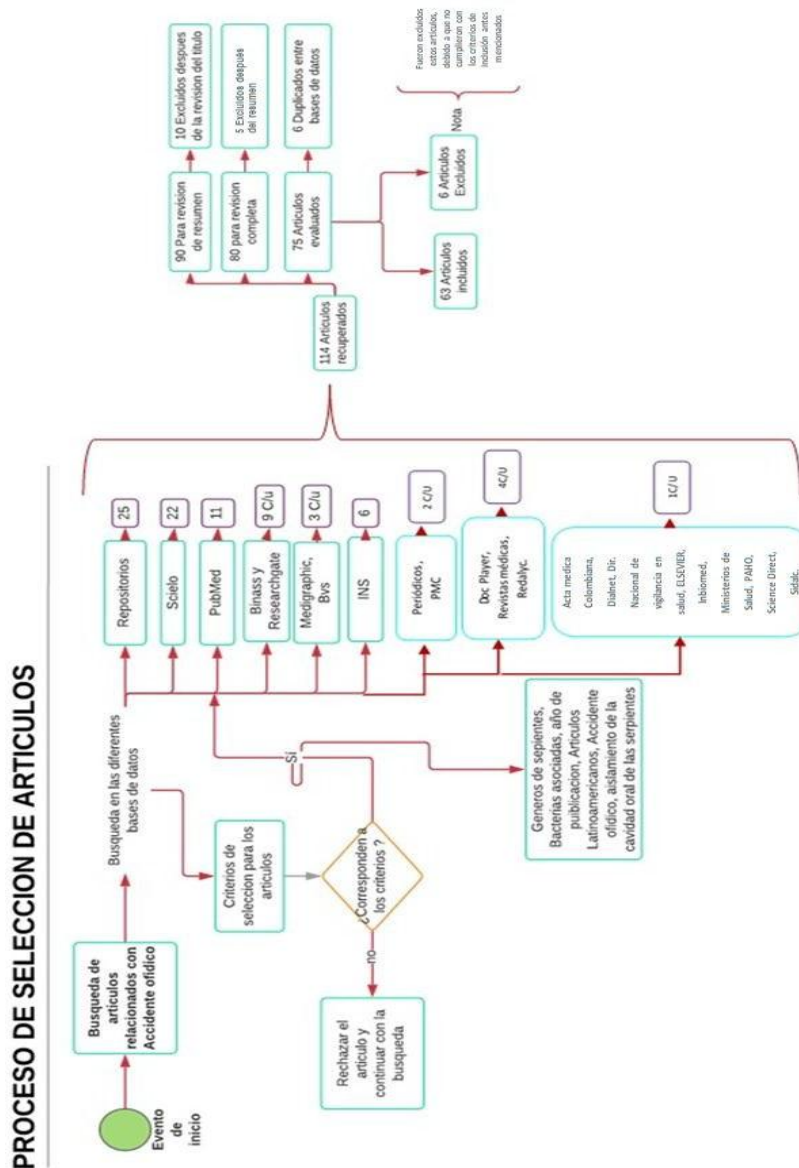 PROCESO DE SELECCION DE ARTICULOS
Evento
de
inicio
Busqueda de
articulos
relacionados con
Accidente ofidico
Busqueda en las diferentes
bases de datos
Criterios de
seleccion para los
articulos
¿Corresponden a
los criterios ?
no
Rechazar el
articulo y
continuar con la
busqueda
Sí
Generos de sepientes,
Bacterias asociadas, año de
puiblicacion, Articulos
Latinoamericanos, Accidente
ofídico, aislamiento de la
cavidad oral de las serpientes
Repositorios
25
Scielo
22
PubMed
11
Binass y
Researchgate
9 C/u
Medigraphic,
Bvs
3 C/u
INS
6
Periódicos,
PMC
2 C/U
Doc Player,
Revistas médicas,
Redalyc.
4C/U
Acta medica
Colombiana,
Dialnet, Dir.
Nacional de
vigilancia en
salud, ELSEVIER,
Inbiomed,
Ministerios de
Salud, PAHO,
Science Direct,
Sidalc.
1C/U
114 Articulos
recuperados
90 Para revision
de resumen
10 Excluidos despues
de la revision del titulo
80 para revision
completa
5 Excluidos después
del resumen
75 Articulos
evaluados
6 Duplicados entre
bases de datos
63 Artículos
incluidos
6 Artículos
Excluidos
Nota
Fueron excluidos
estos artículos,
debido a que no
cumplieron con
los criterios de
inclusión antes
mencionados